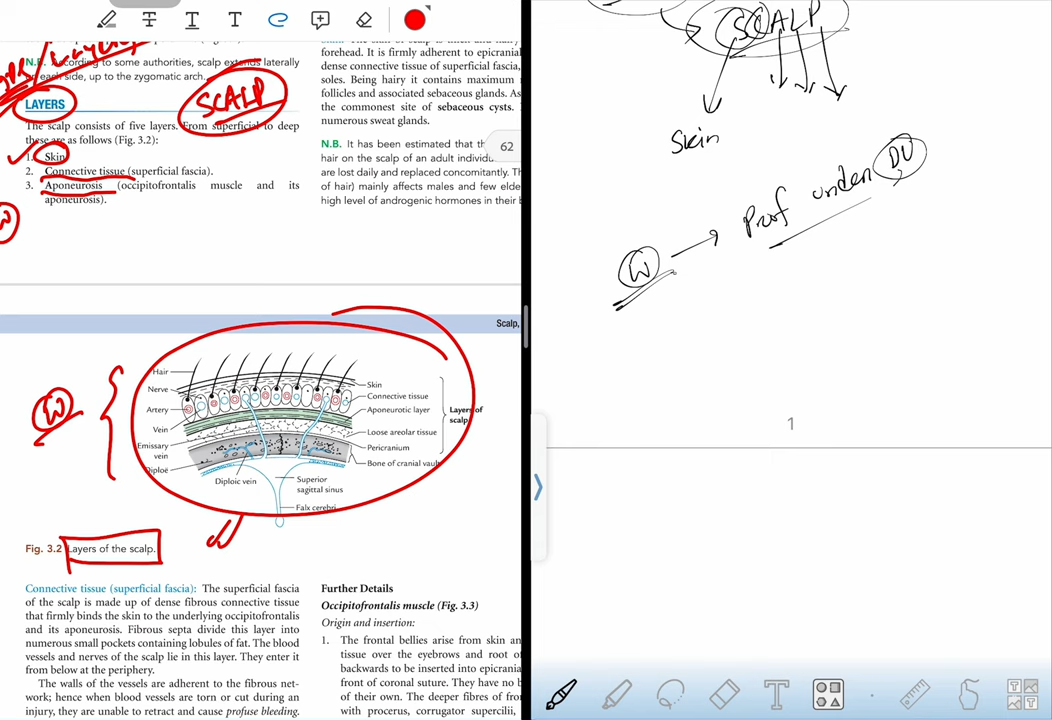 N.B. According to some authorities, scalp extends laterally
on each side, up to the zygomatic arch.
SCALP
LAYERS
The scalp consists of five layers. From superficial to deep
these are as follows (Fig. 3.2):
1. Skin
2. Connective tissue (superficial fascia).
3. Aponeurosis (occipitofrontalis muscle and its
aponeurosis).
W
forehead. It is firmly adherent to epicranial
dense connective tissue of superficial fascia,
soles. Being hairy it contains maximum
follicles and associated sebaceous glands. As
the commonest site of sebaceous cysts.
numerous sweat glands.
N.B. It has been estimated that th
hair on the scalp of an adult individu
are lost daily and replaced concomitantly. Th
of hair) mainly affects males and few elde
high level of androgenic hormones in their b
62
Scalp,
W
Hair
Nerve
Artery
Vein
Emissary
vein
Diploë
Diploic vein
Superior
sagittal sinus
Falx cerebri
Skin
Connective tissue
Aponeurotic layer
Loose areolar tissue
Pericranium
Bone of cranial vault
Layers of
scalp
Fig. 3.2 Layers of the scalp.
Connective tissue (superficial fascia): The superficial fascia
of the scalp is made up of dense fibrous connective tissue
that firmly binds the skin to the underlying occipitofrontalis
and its aponeurosis. Fibrous septa divide this layer into
numerous small pockets containing lobules of fat. The blood
vessels and nerves of the scalp lie in this layer. They enter it
from below at the periphery.
The walls of the vessels are adherent to the fibrous net-
work; hence when blood vessels are torn or cut during an
injury, they are unable to retract and cause profuse bleeding.
Further Details
Occipitofrontalis muscle (Fig. 3.3)
Origin and insertion:
1. The frontal bellies arise from skin an
tissue over the eyebrows and root o
backwards to be inserted into epicrania
front of coronal suture. They have no b
of their own. The deeper fibres of fro
with procerus, corrugator supercilii,
SCALP
Skin
W → Prof unden DU
1